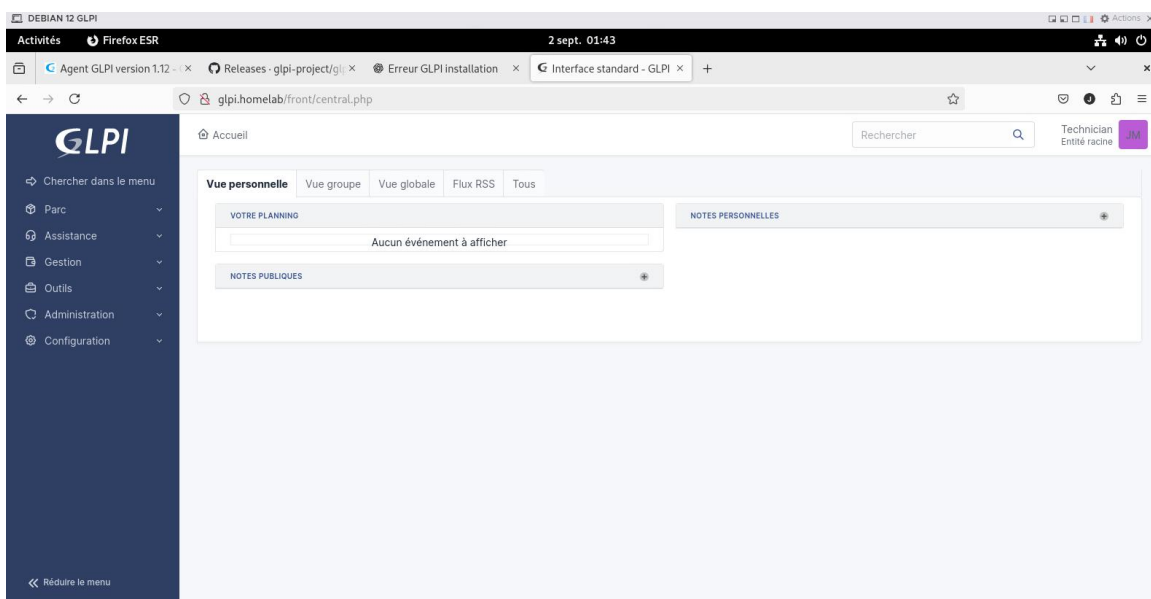 DEBIAN 12 GLPI
Actions
Activités Firefox ESR 2 sept. 01:43
Agent GLPI version 1.12 - Releases · glpi-project/gl Erreur GLPI installation Interface standard - GLPI
glpi.homelab/front/central.php
GLPI
Accueil
Rechercher
Technician
Entité racine
JM
Chercher dans le menu
Parc
Assistance
Gestion
Outils
Administration
Configuration
Réduire le menu
Vue personnelle Vue groupe Vue globale Flux RSS Tous
VOTRE PLANNING
Aucun événement à afficher
NOTES PUBLIQUES
NOTES PERSONNELLES